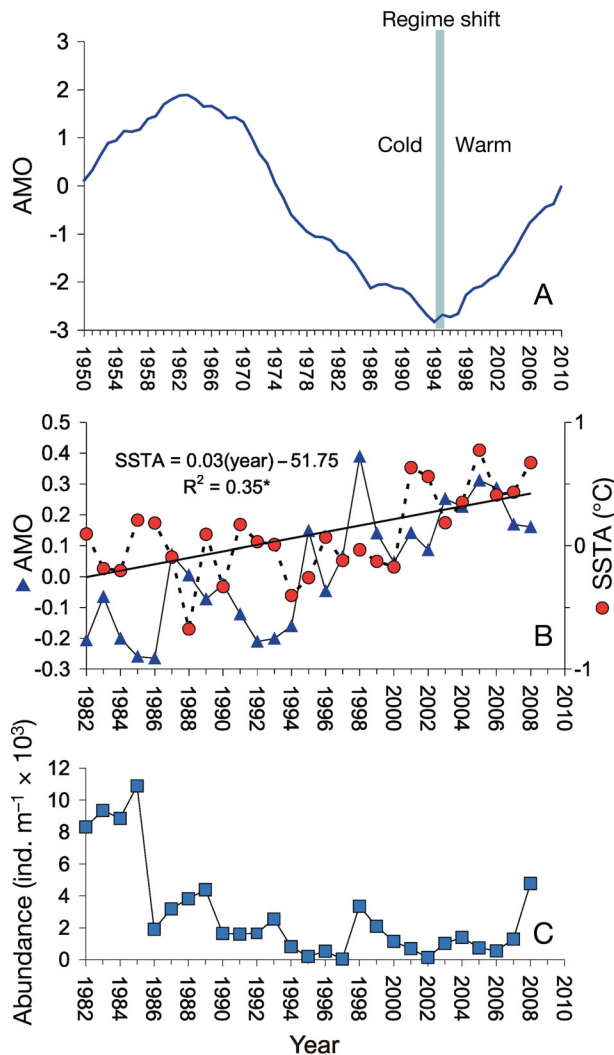 Regime shift
3
2
1
0
-1
-2
-3
AMO
Cold Warm
A
1950 1954 1958 1962 1966 1970 1974 1978 1982 1986 1990 1994 1998 2002 2006 2010
0.5
0.4
0.3
0.2
0.1
0.0
-0.1
-0.2
-0.3
AMO
SSTA = 0.03(year) – 51.75
R² = 0.35*
1
0
-1
SSTA (°C)
B
1982 1984 1986 1988 1990 1992 1994 1996 1998 2000 2002 2004 2006 2008 2010
12
10
8
6
4
2
0
Abundance (ind. m⁻¹ × 10³)
C
1982 1984 1986 1988 1990 1992 1994 1996 1998 2000 2002 2004 2006 2008 2010
Year